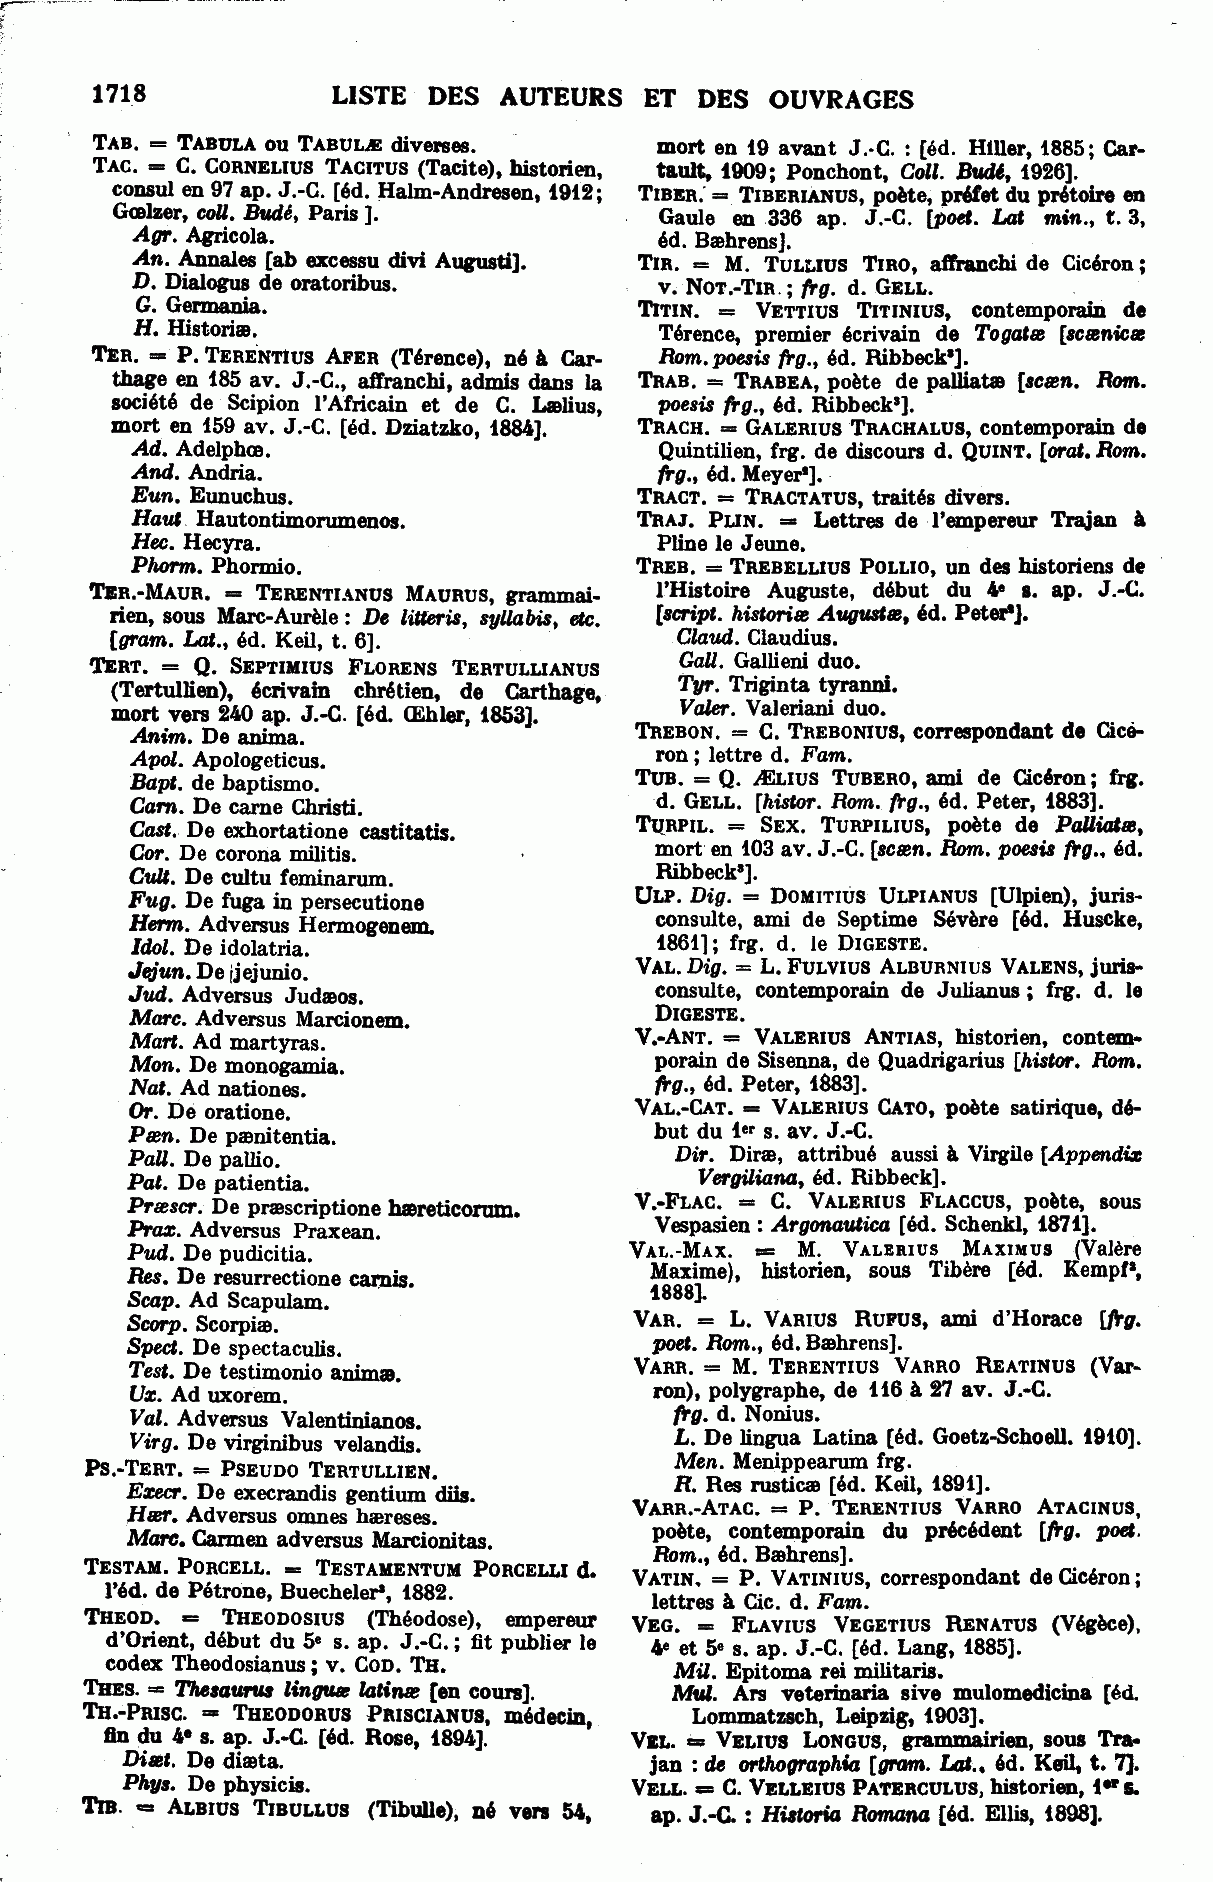 1718 LISTE DES AUTEURS ET DES OUVRAGES
TAB. = TABULA ou TABULÆ diverses.
TAC. = C. CORNELIUS TACITUS (Tacite), historien,
consul en 97 ap. J.-C. [éd. Halm-Andresen, 1912;
Gœlzer, coll. Budé, Paris ].
Agr. Agricola.
An. Annales [ab excessu divi Augusti].
D. Dialogus de oratoribus.
G. Germania.
H. Historiæ.
TER. = P. TERENTIUS AFER (Térence), né à Car-
thage en 185 av. J.-C., affranchi, admis dans la
société de Scipion l'Africain et de C. Lælius,
mort en 159 av. J.-C. [éd. Dziatzko, 1884].
Ad. Adelphœ.
And. Andria.
Eun. Eunuchus.
Haut Hautontimorumenos.
Hec. Hecyra.
Phorm. Phormio.
TER.-MAUR. = TERENTIANUS MAURUS, grammai-
rien, sous Marc-Aurèle : De litteris, syllabis, etc.
[gram. Lat., éd. Keil, t. 6].
TERT. = Q. SEPTIMIUS FLORENS TERTULLIANUS
(Tertullien), écrivain chrétien, de Carthage,
mort vers 240 ap. J.-C. [éd. Œhler, 1853].
Anim. De anima.
Apol. Apologeticus.
Bapt. de baptismo.
Carn. De carne Christi.
Cast. De exhortatione castitatis.
Cor. De corona militis.
Cult. De cultu feminarum.
Fug. De fuga in persecutione
Herm. Adversus Hermogenem.
Idol. De idolatria.
Jejun. De jejunio.
Jud. Adversus Judæos.
Marc. Adversus Marcionem.
Mart. Ad martyras.
Mon. De monogamia.
Nat. Ad nationes.
Or. De oratione.
Pæn. De pænitentia.
Pall. De pallio.
Pat. De patientia.
Præscr. De præscriptione hæreticorum.
Prax. Adversus Praxean.
Pud. De pudicitia.
Res. De resurrectione carnis.
Scap. Ad Scapulam.
Scorp. Scorpiæ.
Spect. De spectaculis.
Test. De testimonio animæ.
Ux. Ad uxorem.
Val. Adversus Valentinianos.
Virg. De virginibus velandis.
PS.-TERT. = PSEUDO TERTULLIEN.
Execr. De execrandis gentium diis.
Hær. Adversus omnes hæreses.
Marc. Carmen adversus Marcionitas.
TESTAM. PORCELL. = TESTAMENTUM PORCELLI d.
l'éd. de Pétrone, Buecheler³, 1882.
THEOD. = THEODOSIUS (Théodose), empereur
d'Orient, début du 5e s. ap. J.-C. ; fit publier le
codex Theodosianus ; v. COD. TH.
THES. = Thesaurus linguæ latinæ [en cours].
TH.-PRISC. = THEODORUS PRISCIANUS, médecin,
fin du 4e s. ap. J.-C. [éd. Rose, 1894].
Diæt. De diæta.
Phys. De physicis.
TIB. = ALBIUS TIBULLUS (Tibulle), né vers 54,
mort en 19 avant J.-C. : [éd. Hiller, 1885 ; Car-
tault, 1909; Ponchont, Coll. Budé, 1926].
TIBER. = TIBERIANUS, poète, préfet du prétoire en
Gaule en 336 ap. J.-C. [poet. Lat min., t. 3,
éd. Bæhrens].
TIR. = M. TULLIUS TIRO, affranchi de Cicéron ;
v. NOT.-TIR. ; frg. d. GELL.
TITIN. = VETTIUS TITINIUS, contemporain de
Térence, premier écrivain de Togatæ [scænicæ
Rom. poesis frg., éd. Ribbeck³].
TRAB. = TRABEA, poète de palliatæ [scæn. Rom.
poesis frg., éd. Ribbeck³].
TRACH. = GALERIUS TRACHALUS, contemporain de
Quintilien, frg. de discours d. QUINT. [orat. Rom.
frg., éd. Meyer²].
TRACT. = TRACTATUS, traités divers.
TRAJ. PLIN. = Lettres de l'empereur Trajan à
Pline le Jeune.
TREB. = TREBELLIUS POLLIO, un des historiens de
l'Histoire Auguste, début du 4e s. ap. J.-C.
[script. historiæ Augustæ, éd. Peter²].
Claud. Claudius.
Gall. Gallieni duo.
Tyr. Triginta tyranni.
Valer. Valeriani duo.
TREBON. = C. TREBONIUS, correspondant de Cicé-
ron ; lettre d. Fam.
TUB. = Q. ÆLIUS TUBERO, ami de Cicéron ; frg.
d. GELL. [histor. Rom. frg., éd. Peter, 1883].
TURPIL. = SEX. TURPILIUS, poète de Palliatæ,
mort en 103 av. J.-C. [scæn. Rom. poesis frg., éd.
Ribbeck³].
ULP. Dig. = DOMITIUS ULPIANUS [Ulpien), juris-
consulte, ami de Septime Sévère [éd. Huscke,
1861] ; frg. d. le DIGESTE.
VAL. Dig. = L. FULVIUS ALBURNIUS VALENS, juris-
consulte, contemporain de Julianus ; frg. d. le
DIGESTE.
V.-ANT. = VALERIUS ANTIAS, historien, contem-
porain de Sisenna, de Quadrigarius [histor. Rom.
frg., éd. Peter, 1883].
VAL.-CAT. = VALERIUS CATO, poète satirique, dé-
but du 1er s. av. J.-C.
Dir. Diræ, attribué aussi à Virgile [Appendix
Vergiliana, éd. Ribbeck].
V.-FLAC. = C. VALERIUS FLACCUS, poète, sous
Vespasien : Argonautica [éd. Schenkl, 1871].
VAL.-MAX. = M. VALERIUS MAXIMUS (Valère
Maxime), historien, sous Tibère [éd. Kempf²,
1888].
VAR. = L. VARIUS RUFUS, ami d'Horace [frg.
poet. Rom., éd. Bæhrens].
VARR. = M. TERENTIUS VARRO REATINUS (Var-
ron), polygraphe, de 116 à 27 av. J.-C.
frg. d. Nonius.
L. De lingua Latina [éd. Goetz-Schoell. 1910].
Men. Menippearum frg.
R. Res rusticæ [éd. Keil, 1891].
VARR.-ATAC. = P. TERENTIUS VARRO ATACINUS,
poète, contemporain du précédent [frg. poet.
Rom., éd. Bæhrens].
VATIN. = P. VATINIUS, correspondant de Cicéron ;
lettres à Cic. d. Fam.
VEG. = FLAVIUS VEGETIUS RENATUS (Végèce),
4e et 5e s. ap. J.-C. [éd. Lang, 1885].
Mil. Epitoma rei militaris.
Mul. Ars veterinaria sive mulomedicina [éd.
Lommatzsch, Leipzig, 1903].
VEL. = VELIUS LONGUS, grammairien, sous Tra-
jan : de orthographia [gram. Lat., éd. Keil, t. 7].
VELL. = C. VELLEIUS PATERCULUS, historien, 1er s.
ap. J.-C. : Historia Romana [éd. Ellis, 1898].